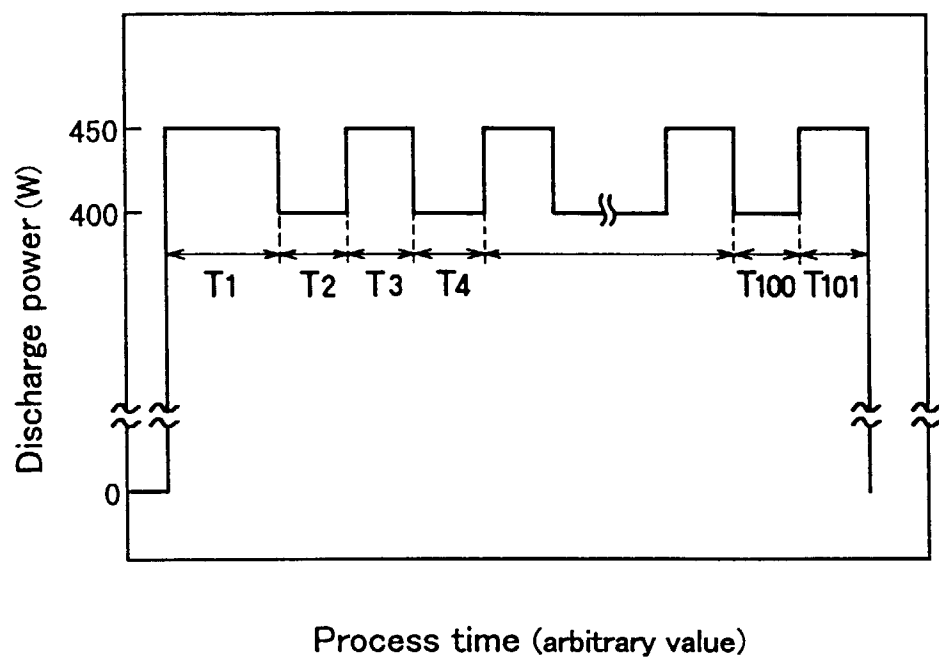 Discharge power (W)
450
400
0
T1 T2 T3 T4 T100 T101
Process time (arbitrary value)